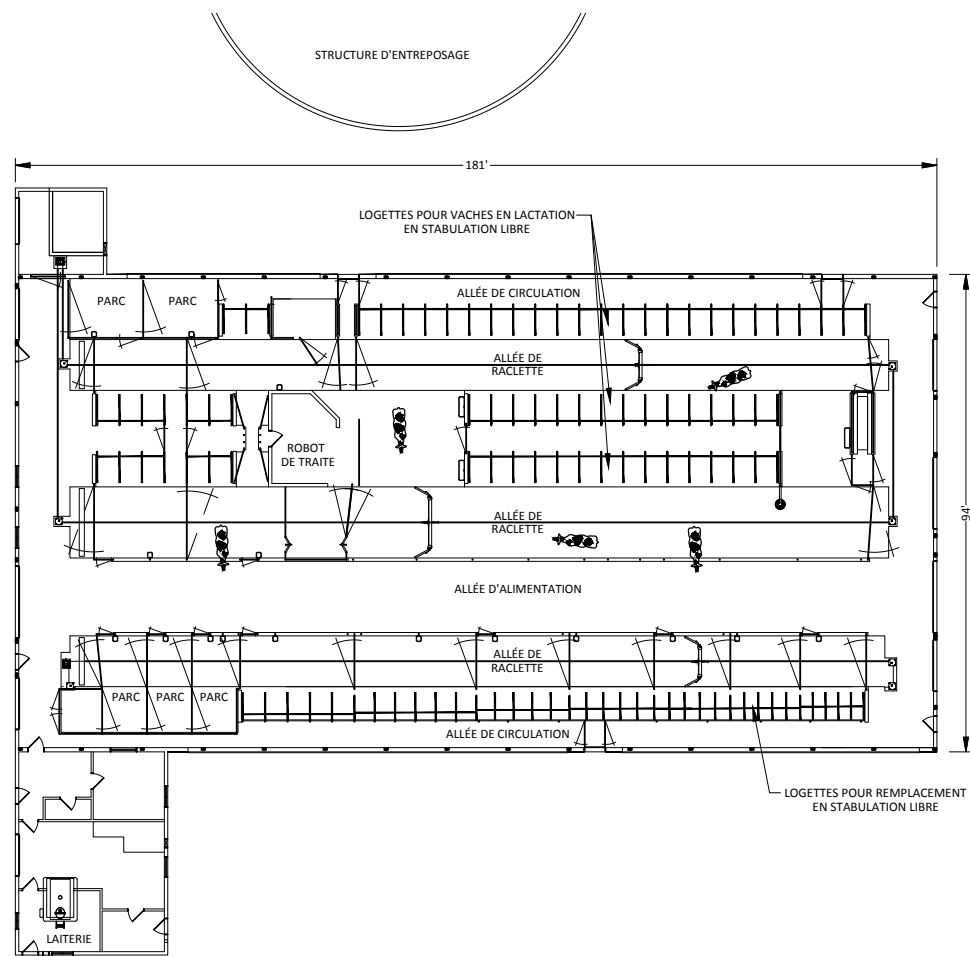 STRUCTURE D'ENTREPOSAGE
181'
LOGETTES POUR VACHES EN LACTATION
EN STABULATION LIBRE
ALLÉE DE CIRCULATION
PARC
PARC
ALLÉE DE
RACLETTE
ROBOT
DE TRAITE
ALLÉE DE
RACLETTE
94'
ALLÉE D'ALIMENTATION
ALLÉE DE
RACLETTE
PARC
PARC
PARC
ALLÉE DE CIRCULATION
LOGETTES POUR REMPLACEMENT
EN STABULATION LIBRE
LAITERIE